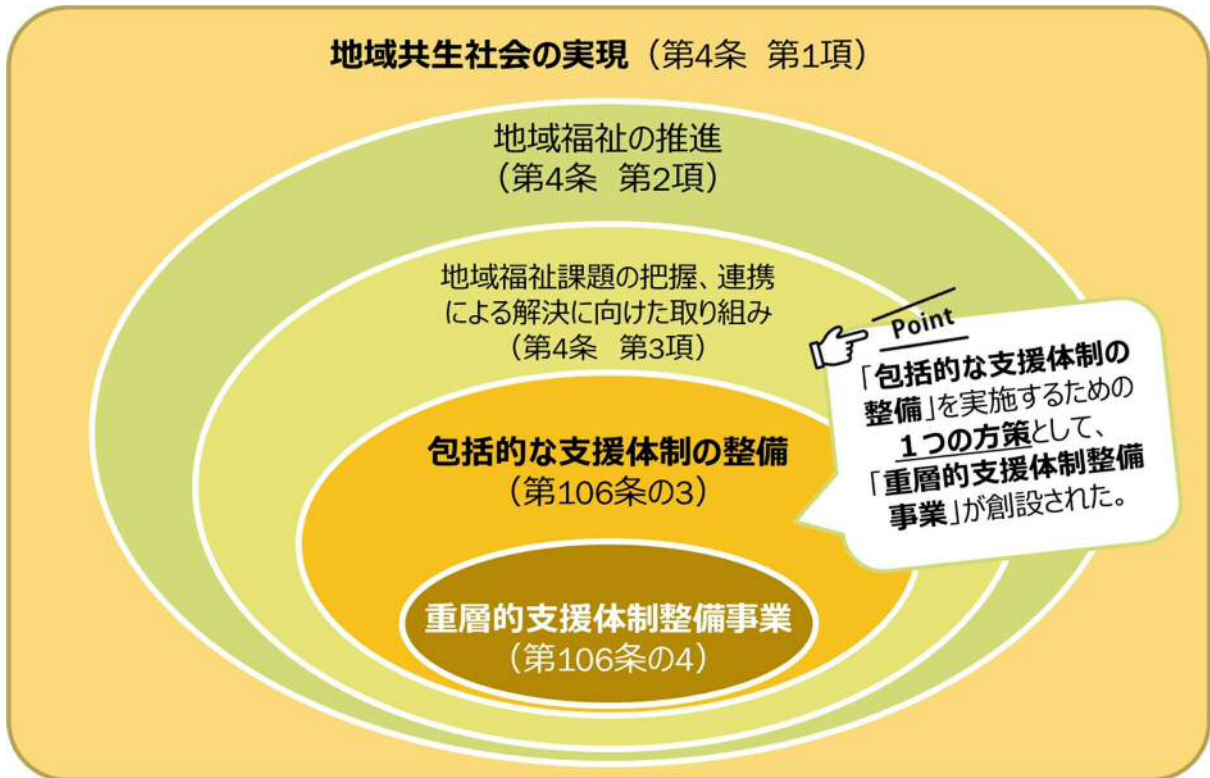 地域共生社会の実現（第4条 第1項）
地域福祉の推進
（第4条 第2項）
地域福祉課題の把握、連携
による解決に向けた取り組み
（第4条 第3項）
包括的な支援体制の整備
（第106条の3）
重層的支援体制整備事業
（第106条の4）
Point
「包括的な支援体制の
整備」を実施するための
１つの方策として、
「重層的支援体制整備
事業」が創設された。